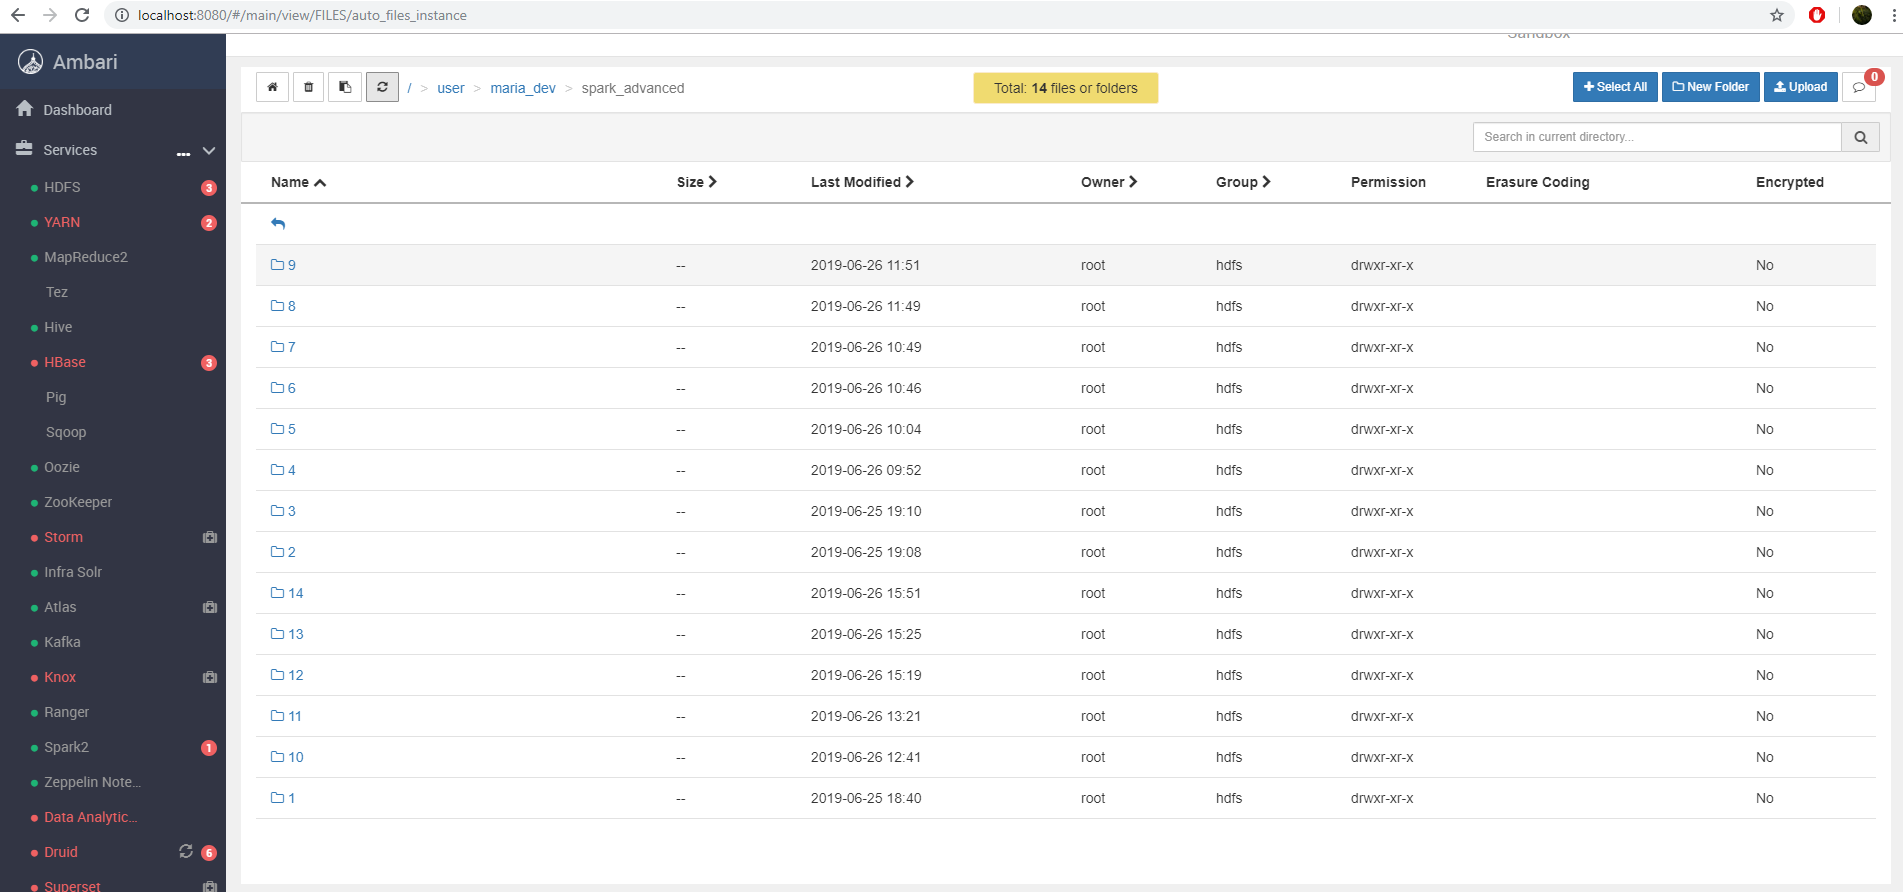 localhost:8080/#/main/view/FILES/auto_files_instance
Ambari
Dashboard
Services
HDFS 3
YARN 2
MapReduce2
Tez
Hive
HBase 3
Pig
Sqoop
Oozie
ZooKeeper
Storm
Infra Solr
Atlas
Kafka
Knox
Ranger
Spark2 1
Zeppelin Note...
Data Analytic...
Druid 6
Superset
Sandbox
/ > user > maria_dev > spark_advanced
Total: 14 files or folders
Select All New Folder Upload 0
Search in current directory...
Name Size Last Modified Owner Group Permission Erasure Coding Encrypted
9 -- 2019-06-26 11:51 root hdfs drwxr-xr-x No
8 -- 2019-06-26 11:49 root hdfs drwxr-xr-x No
7 -- 2019-06-26 10:49 root hdfs drwxr-xr-x No
6 -- 2019-06-26 10:46 root hdfs drwxr-xr-x No
5 -- 2019-06-26 10:04 root hdfs drwxr-xr-x No
4 -- 2019-06-26 09:52 root hdfs drwxr-xr-x No
3 -- 2019-06-25 19:10 root hdfs drwxr-xr-x No
2 -- 2019-06-25 19:08 root hdfs drwxr-xr-x No
14 -- 2019-06-26 15:51 root hdfs drwxr-xr-x No
13 -- 2019-06-26 15:25 root hdfs drwxr-xr-x No
12 -- 2019-06-26 15:19 root hdfs drwxr-xr-x No
11 -- 2019-06-26 13:21 root hdfs drwxr-xr-x No
10 -- 2019-06-26 12:41 root hdfs drwxr-xr-x No
1 -- 2019-06-25 18:40 root hdfs drwxr-xr-x No